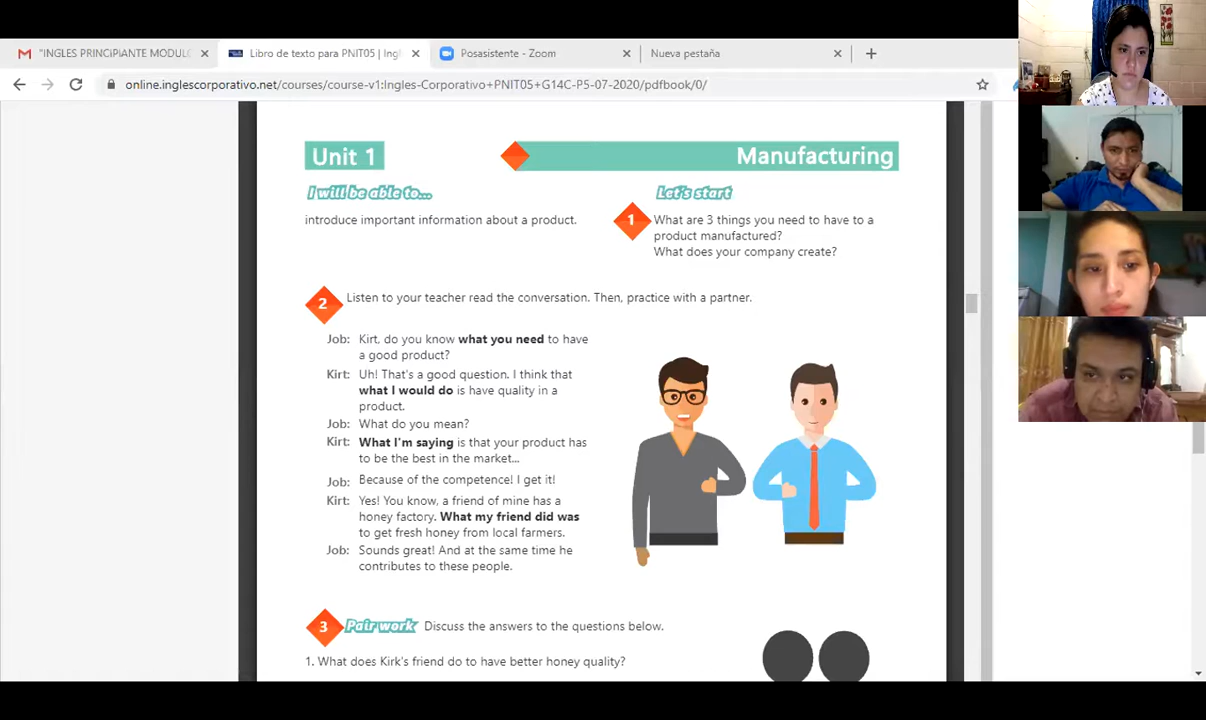 "INGLES PRINCiPiANTE MODULO
Libro de texto para PNIT05 | Ingl
Posasistente - Zoom
Nueva pestaña
online.inglescorporativo.net/courses/course-v1:Ingles-Corporativo+PNIT05+G14C-P5-07-2020/pdfbook/0/
Unit 1
Manufacturing
I will be able to...
Let's start
introduce important information about a product.
1 What are 3 things you need to have to a
product manufactured?
What does your company create?
2 Listen to your teacher read the conversation. Then, practice with a partner.
Job: Kirt, do you know what you need to have
a good product?
Kirt: Uh! That's a good question. I think that
what I would do is have quality in a
product.
Job: What do you mean?
Kirt: What I'm saying is that your product has
to be the best in the market...
Job: Because of the competence! I get it!
Kirt: Yes! You know, a friend of mine has a
honey factory. What my friend did was
to get fresh honey from local farmers.
Job: Sounds great! And at the same time he
contributes to these people.
3 Pair work Discuss the answers to the questions below.
1. What does Kirk's friend do to have better honey quality?